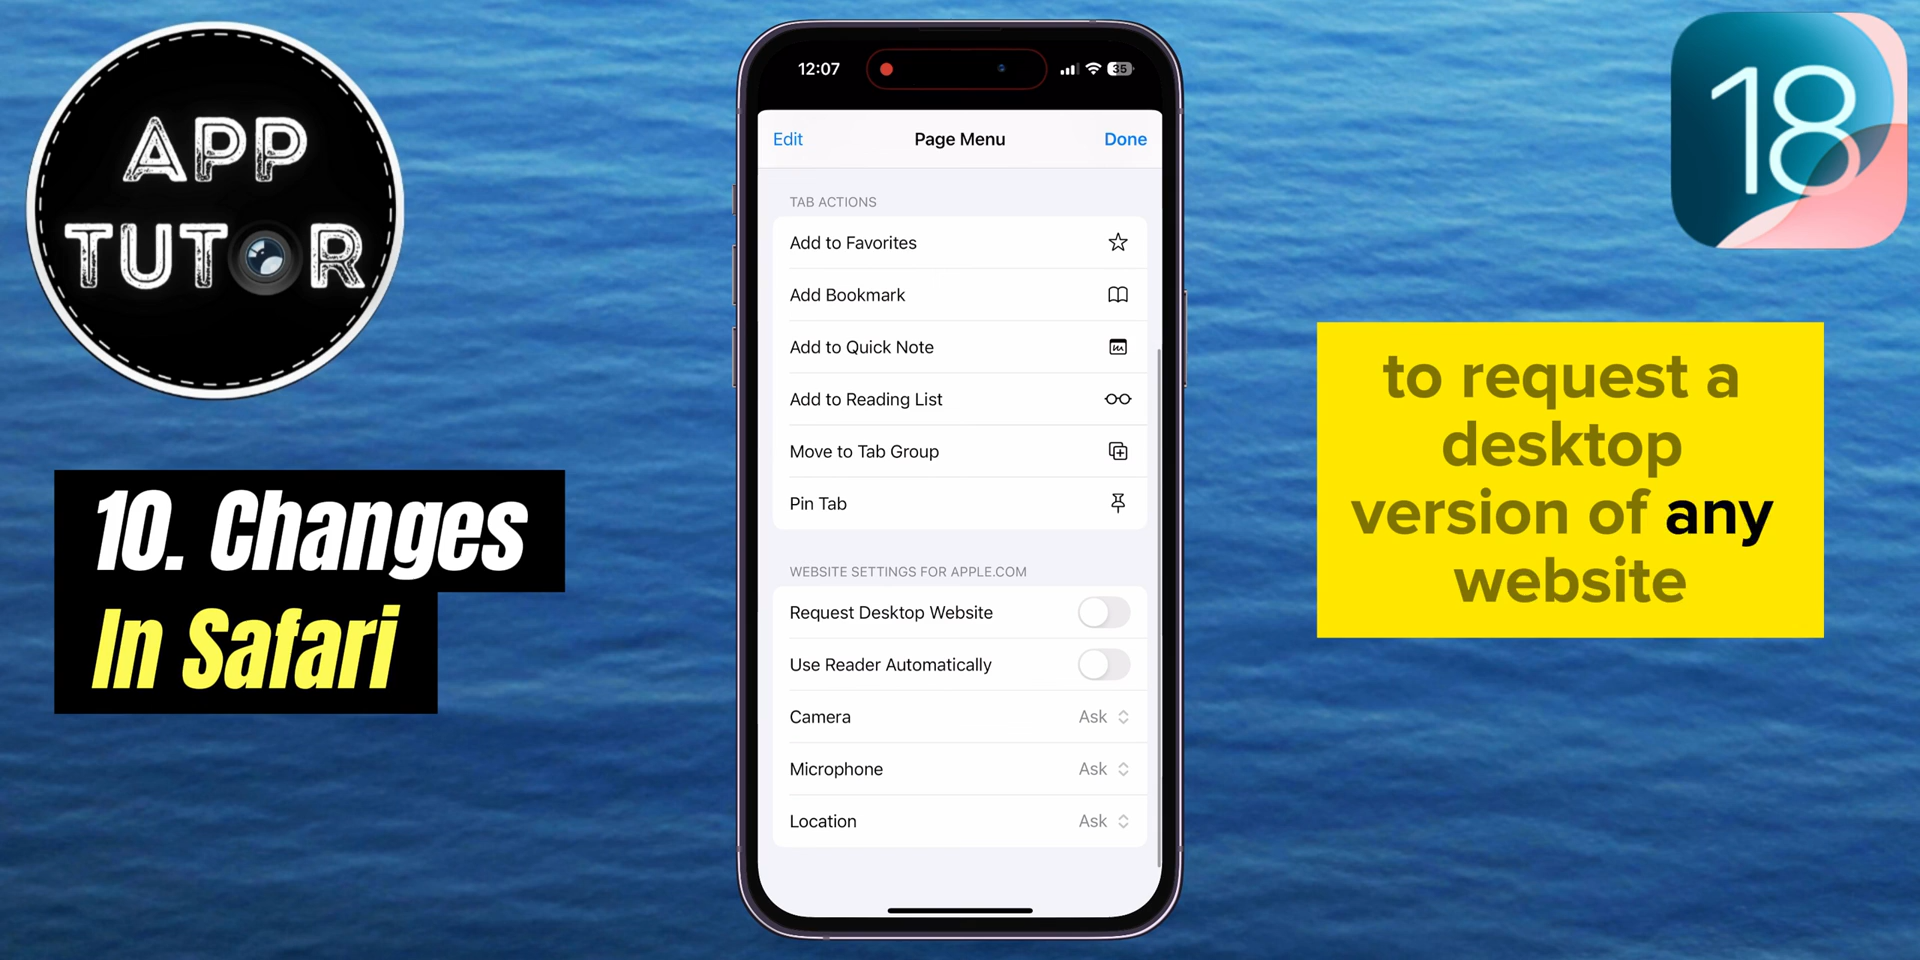 APP
TUTOR
10. Changes
In Safari
12:07
35
Edit
Page Menu
Done
TAB ACTIONS
Add to Favorites
Add Bookmark
Add to Quick Note
Add to Reading List
Move to Tab Group
Pin Tab
WEBSITE SETTINGS FOR APPLE.COM
Request Desktop Website
Use Reader Automatically
Camera Ask
Microphone Ask
Location Ask
18
to request a
desktop
version of any
website